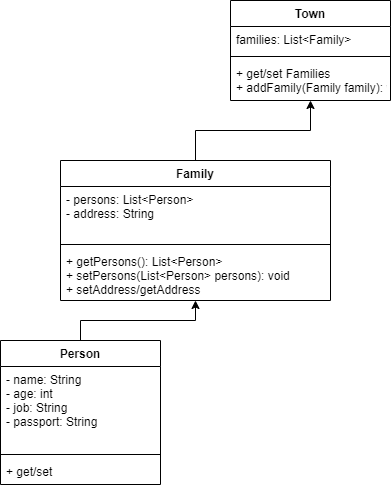 Town
families: List<Family>
+ get/set Families
+ addFamily(Family family):
Family
- persons: List<Person>
- address: String
+ getPersons(): List<Person>
+ setPersons(List<Person> persons): void
+ setAddress/getAddress
Person
- name: String
- age: int
- job: String
- passport: String
+ get/set